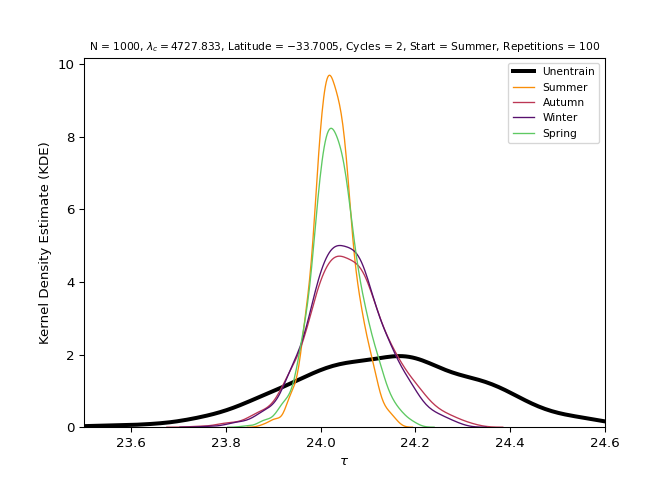 N = 1000, λc = 4727.833, Latitude = −33.7005, Cycles = 2, Start = Summer, Repetitions = 100
Kernel Density Estimate (KDE)
10
8
6
4
2
0
Unentrain
Summer
Autumn
Winter
Spring
23.6 23.8 24.0 24.2 24.4 24.6
τ